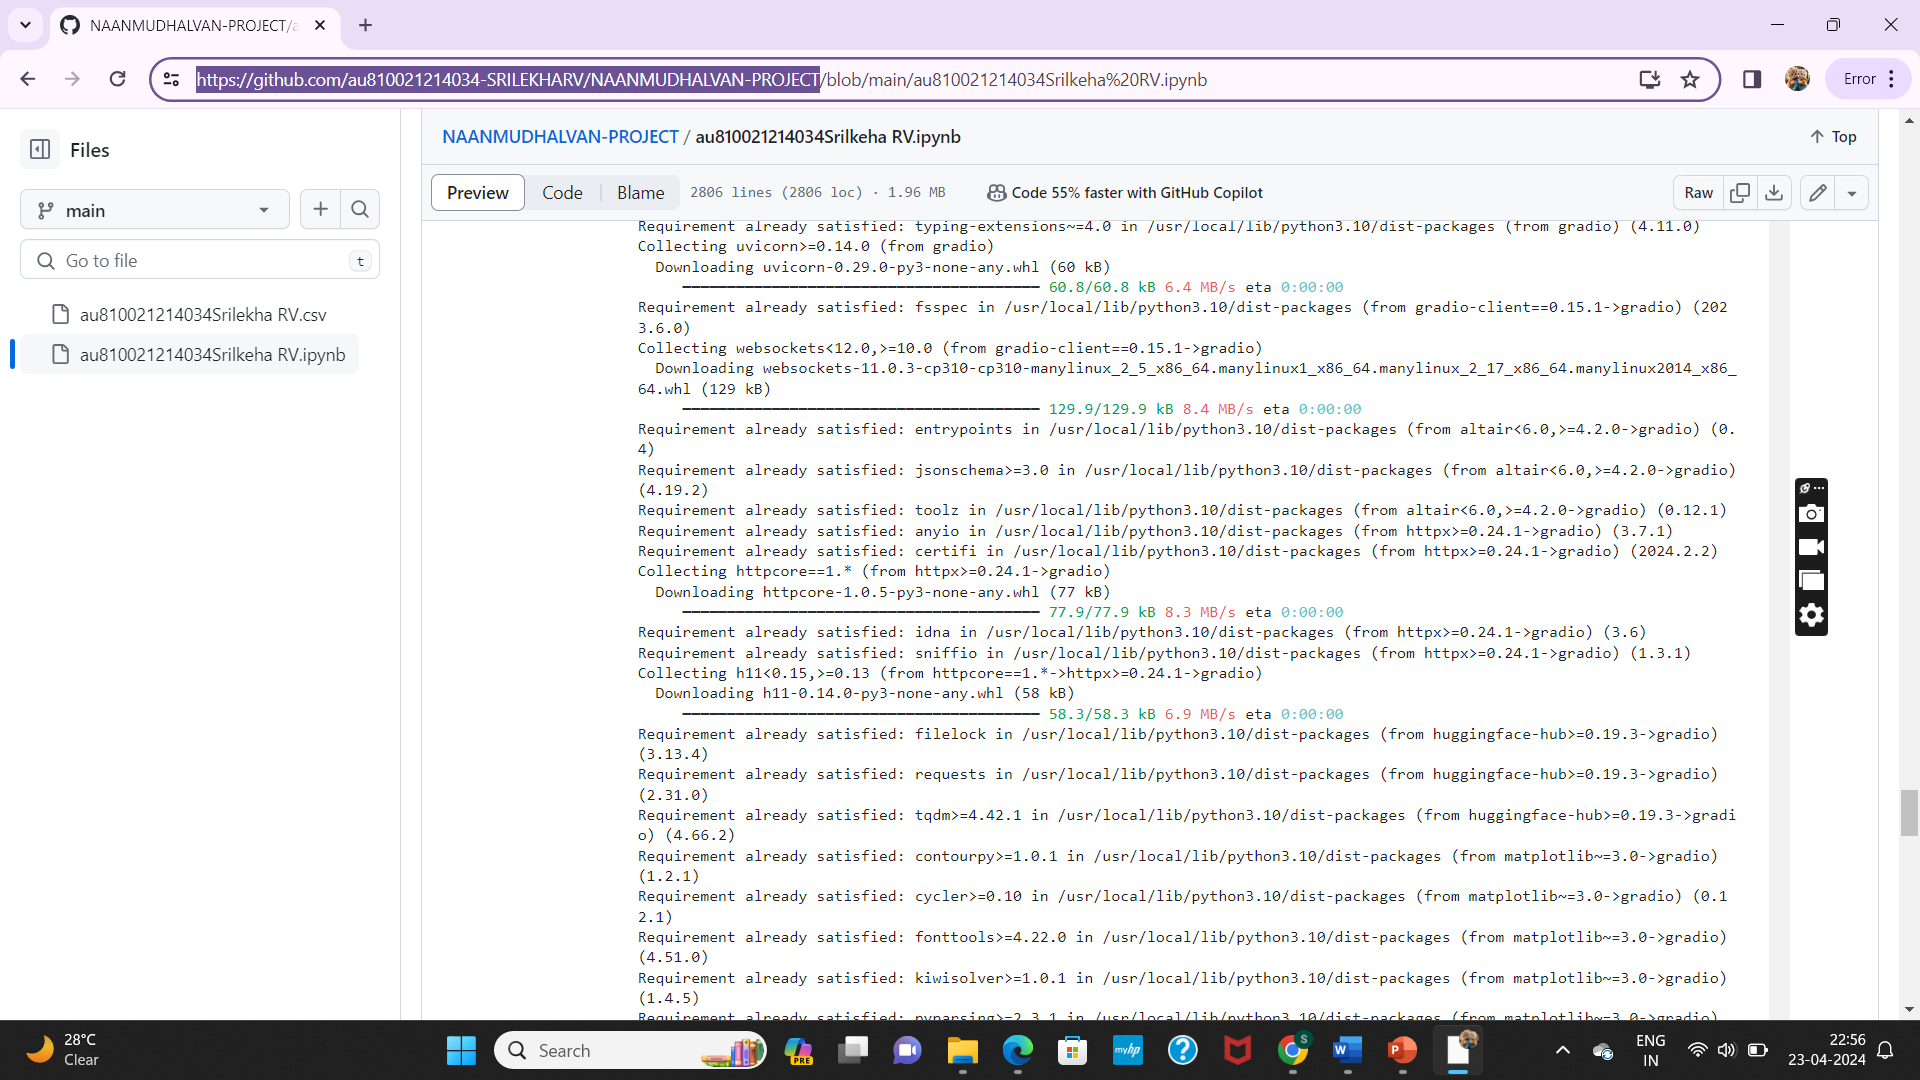 NAANMUDHALVAN-PROJECT/a
https://github.com/au810021214034-SRILEKHARV/NAANMUDHALVAN-PROJECT/blob/main/au810021214034Srilkeha%20RV.ipynb
Error
Files
main
Go to file
t
au810021214034Srilekha RV.csv
au810021214034Srilkeha RV.ipynb
NAANMUDHALVAN-PROJECT / au810021214034Srilkeha RV.ipynb
Top
Preview
Code
Blame
2806 lines (2806 loc) · 1.96 MB
Code 55% faster with GitHub Copilot
Raw
Requirement already satisfied: typing-extensions~=4.0 in /usr/local/lib/python3.10/dist-packages (from gradio) (4.11.0)
Collecting uvicorn>=0.14.0 (from gradio)
Downloading uvicorn-0.29.0-py3-none-any.whl (60 kB)
━━━━━━━━━━━━━━━━━━━━━━━━━━━━━━━━━━━━━━━━ 60.8/60.8 kB 6.4 MB/s eta 0:00:00
Requirement already satisfied: fsspec in /usr/local/lib/python3.10/dist-packages (from gradio-client==0.15.1->gradio) (202
3.6.0)
Collecting websockets<12.0,>=10.0 (from gradio-client==0.15.1->gradio)
Downloading websockets-11.0.3-cp310-cp310-manylinux_2_5_x86_64.manylinux1_x86_64.manylinux_2_17_x86_64.manylinux2014_x86_
64.whl (129 kB)
━━━━━━━━━━━━━━━━━━━━━━━━━━━━━━━━━━━━━━━━ 129.9/129.9 kB 8.4 MB/s eta 0:00:00
Requirement already satisfied: entrypoints in /usr/local/lib/python3.10/dist-packages (from altair<6.0,>=4.2.0->gradio) (0.
4)
Requirement already satisfied: jsonschema>=3.0 in /usr/local/lib/python3.10/dist-packages (from altair<6.0,>=4.2.0->gradio)
(4.19.2)
Requirement already satisfied: toolz in /usr/local/lib/python3.10/dist-packages (from altair<6.0,>=4.2.0->gradio) (0.12.1)
Requirement already satisfied: anyio in /usr/local/lib/python3.10/dist-packages (from httpx>=0.24.1->gradio) (3.7.1)
Requirement already satisfied: certifi in /usr/local/lib/python3.10/dist-packages (from httpx>=0.24.1->gradio) (2024.2.2)
Collecting httpcore==1.* (from httpx>=0.24.1->gradio)
Downloading httpcore-1.0.5-py3-none-any.whl (77 kB)
━━━━━━━━━━━━━━━━━━━━━━━━━━━━━━━━━━━━━━━━ 77.9/77.9 kB 8.3 MB/s eta 0:00:00
Requirement already satisfied: idna in /usr/local/lib/python3.10/dist-packages (from httpx>=0.24.1->gradio) (3.6)
Requirement already satisfied: sniffio in /usr/local/lib/python3.10/dist-packages (from httpx>=0.24.1->gradio) (1.3.1)
Collecting h11<0.15,>=0.13 (from httpcore==1.*->httpx>=0.24.1->gradio)
Downloading h11-0.14.0-py3-none-any.whl (58 kB)
━━━━━━━━━━━━━━━━━━━━━━━━━━━━━━━━━━━━━━━━ 58.3/58.3 kB 6.9 MB/s eta 0:00:00
Requirement already satisfied: filelock in /usr/local/lib/python3.10/dist-packages (from huggingface-hub>=0.19.3->gradio)
(3.13.4)
Requirement already satisfied: requests in /usr/local/lib/python3.10/dist-packages (from huggingface-hub>=0.19.3->gradio)
(2.31.0)
Requirement already satisfied: tqdm>=4.42.1 in /usr/local/lib/python3.10/dist-packages (from huggingface-hub>=0.19.3->gradi
o) (4.66.2)
Requirement already satisfied: contourpy>=1.0.1 in /usr/local/lib/python3.10/dist-packages (from matplotlib~=3.0->gradio)
(1.2.1)
Requirement already satisfied: cycler>=0.10 in /usr/local/lib/python3.10/dist-packages (from matplotlib~=3.0->gradio) (0.1
2.1)
Requirement already satisfied: fonttools>=4.22.0 in /usr/local/lib/python3.10/dist-packages (from matplotlib~=3.0->gradio)
(4.51.0)
Requirement already satisfied: kiwisolver>=1.0.1 in /usr/local/lib/python3.10/dist-packages (from matplotlib~=3.0->gradio)
(1.4.5)
Requirement already satisfied: pyparsing>=2.3.1 in /usr/local/lib/python3.10/dist-packages (from matplotlib~=3.0->gradio)
28°C
Clear
Search
PRE
myhp
S
ENG
IN
22:56
23-04-2024